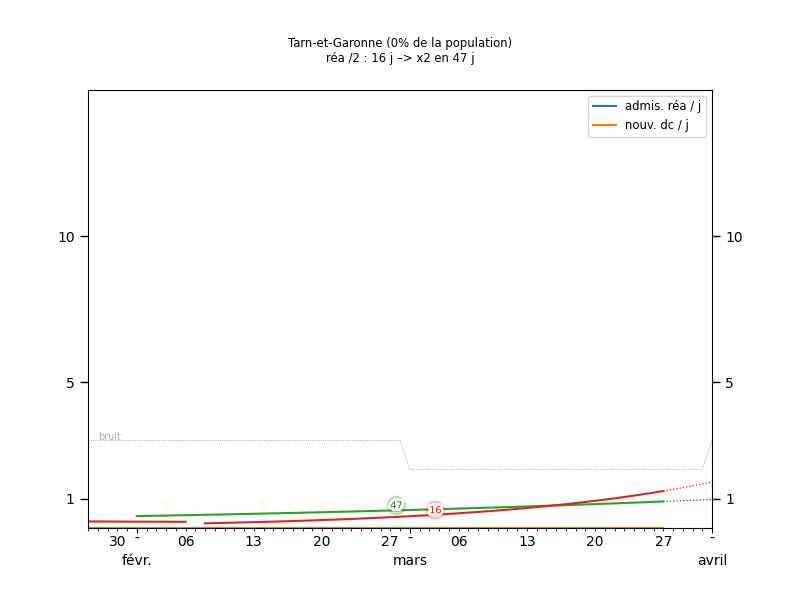 Tarn-et-Garonne (0% de la population)
réa /2 : 16 j –> x2 en 47 j
admis. réa / j
nouv. dc / j
10 10
5 5
bruit
47
16
1 1
30 - 06 13 20 27 - 06 13 20 27 -
févr. mars avril